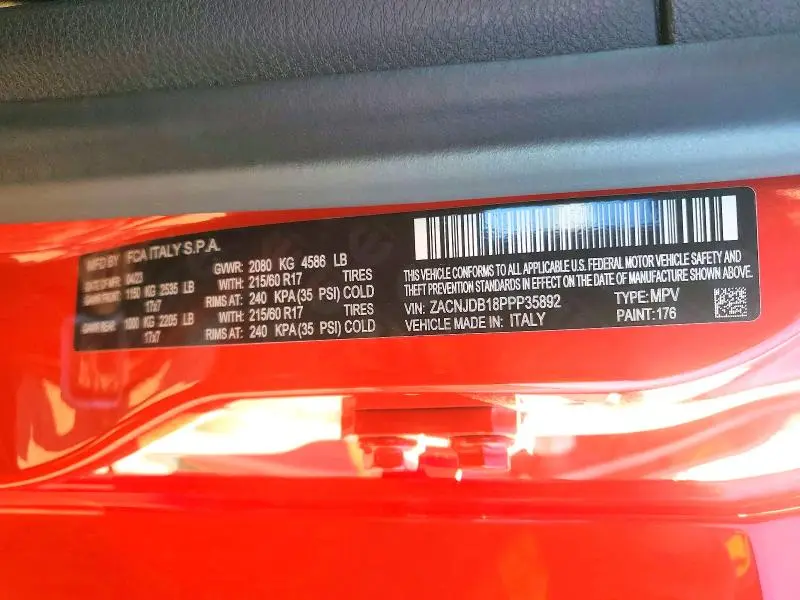 MFD BY FCA ITALY S.P.A.
DATE OF MFR 04/23 GVWR: 2080 KG 4586 LB
GAWR FRONT: 1150 KG 2535 LB WITH: 215/60 R17 TIRES
17x7 RIMS AT: 240 KPA(35 PSI) COLD
GAWR REAR: 1000 KG 2205 LB WITH: 215/60 R17 TIRES
17x7 RIMS AT: 240 KPA(35 PSI) COLD
THIS VEHICLE CONFORMS TO ALL APPLICABLE U.S. FEDERAL MOTOR VEHICLE SAFETY AND
THEFT PREVENTION STANDARDS IN EFFECT ON THE DATE OF MANUFACTURE SHOWN ABOVE
VIN: ZACNJDB18PPP35892 TYPE: MPV
VEHICLE MADE IN: ITALY PAINT: 176